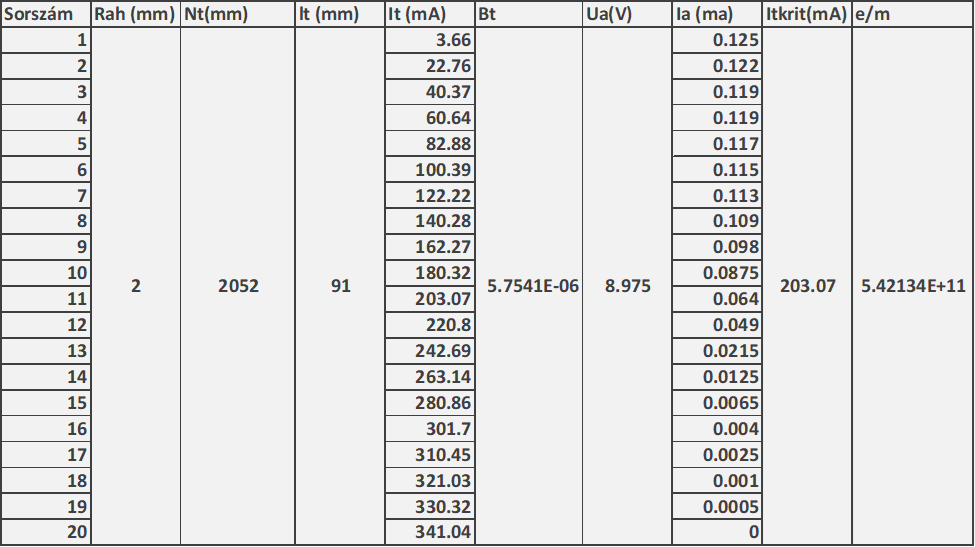 Sorszám Rah (mm) Nt(mm) lt (mm) It (mA) Bt Ua(V) Ia (ma) Itkrit(mA) e/m
1 3.66 0.125
2 22.76 0.122
3 40.37 0.119
4 60.64 0.119
5 82.88 0.117
6 100.39 0.115
7 122.22 0.113
8 140.28 0.109
9 162.27 0.098
10 2 2052 91 180.32 5.7541E-06 8.975 0.0875 203.07 5.42134E+11
11 203.07 0.064
12 220.8 0.049
13 242.69 0.0215
14 263.14 0.0125
15 280.86 0.0065
16 301.7 0.004
17 310.45 0.0025
18 321.03 0.001
19 330.32 0.0005
20 341.04 0